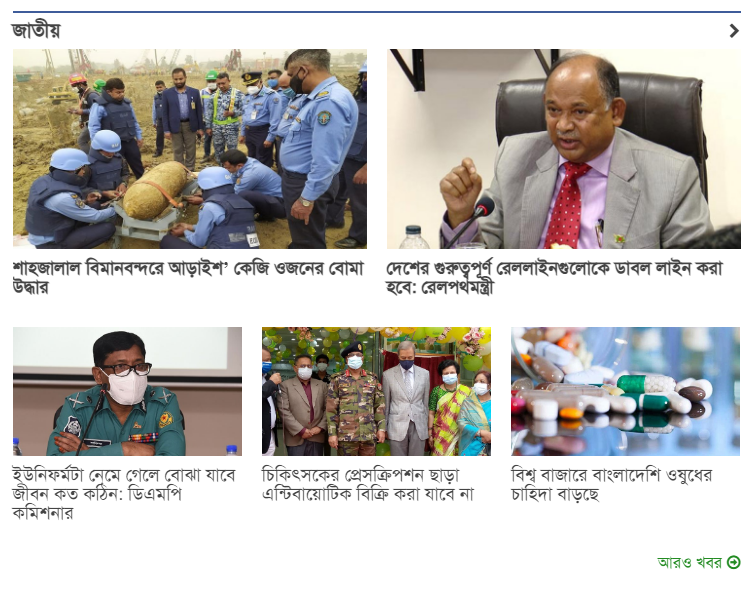 জাতীয়
শাহজালাল বিমানবন্দরে আড়াইশ’ কেজি ওজনের বোমা
উদ্ধার
দেশের গুরুত্বপূর্ণ রেললাইনগুলোকে ডাবল লাইন করা
হবে: রেলপথমন্ত্রী
ইউনিফর্মটা নেমে গেলে বোঝা যাবে
জীবন কত কঠিন: ডিএমপি
কমিশনার
চিকিৎসকের প্রেসক্রিপশন ছাড়া
এন্টিবায়োটিক বিক্রি করা যাবে না
বিশ্ব বাজারে বাংলাদেশি ওষুধের
চাহিদা বাড়ছে
আরও খবর